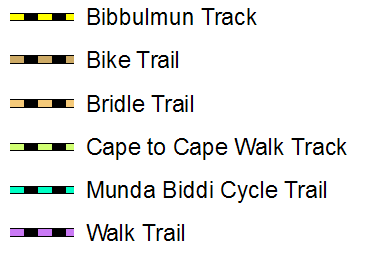 Bibbulmun Track
Bike Trail
Bridle Trail
Cape to Cape Walk Track
Munda Biddi Cycle Trail
Walk Trail